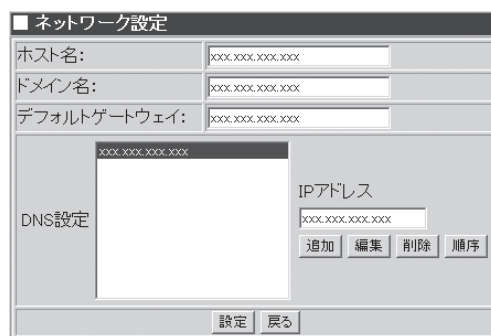 ■ ネットワーク設定
ホスト名: xxx.xxx.xxx.xxx
ドメイン名: xxx.xxx.xxx.xxx
デフォルトゲートウェイ: xxx.xxx.xxx.xxx
DNS設定
xxx.xxx.xxx.xxx
IPアドレス
xxx.xxx.xxx.xxx
追加 編集 削除 順序
設定 戻る